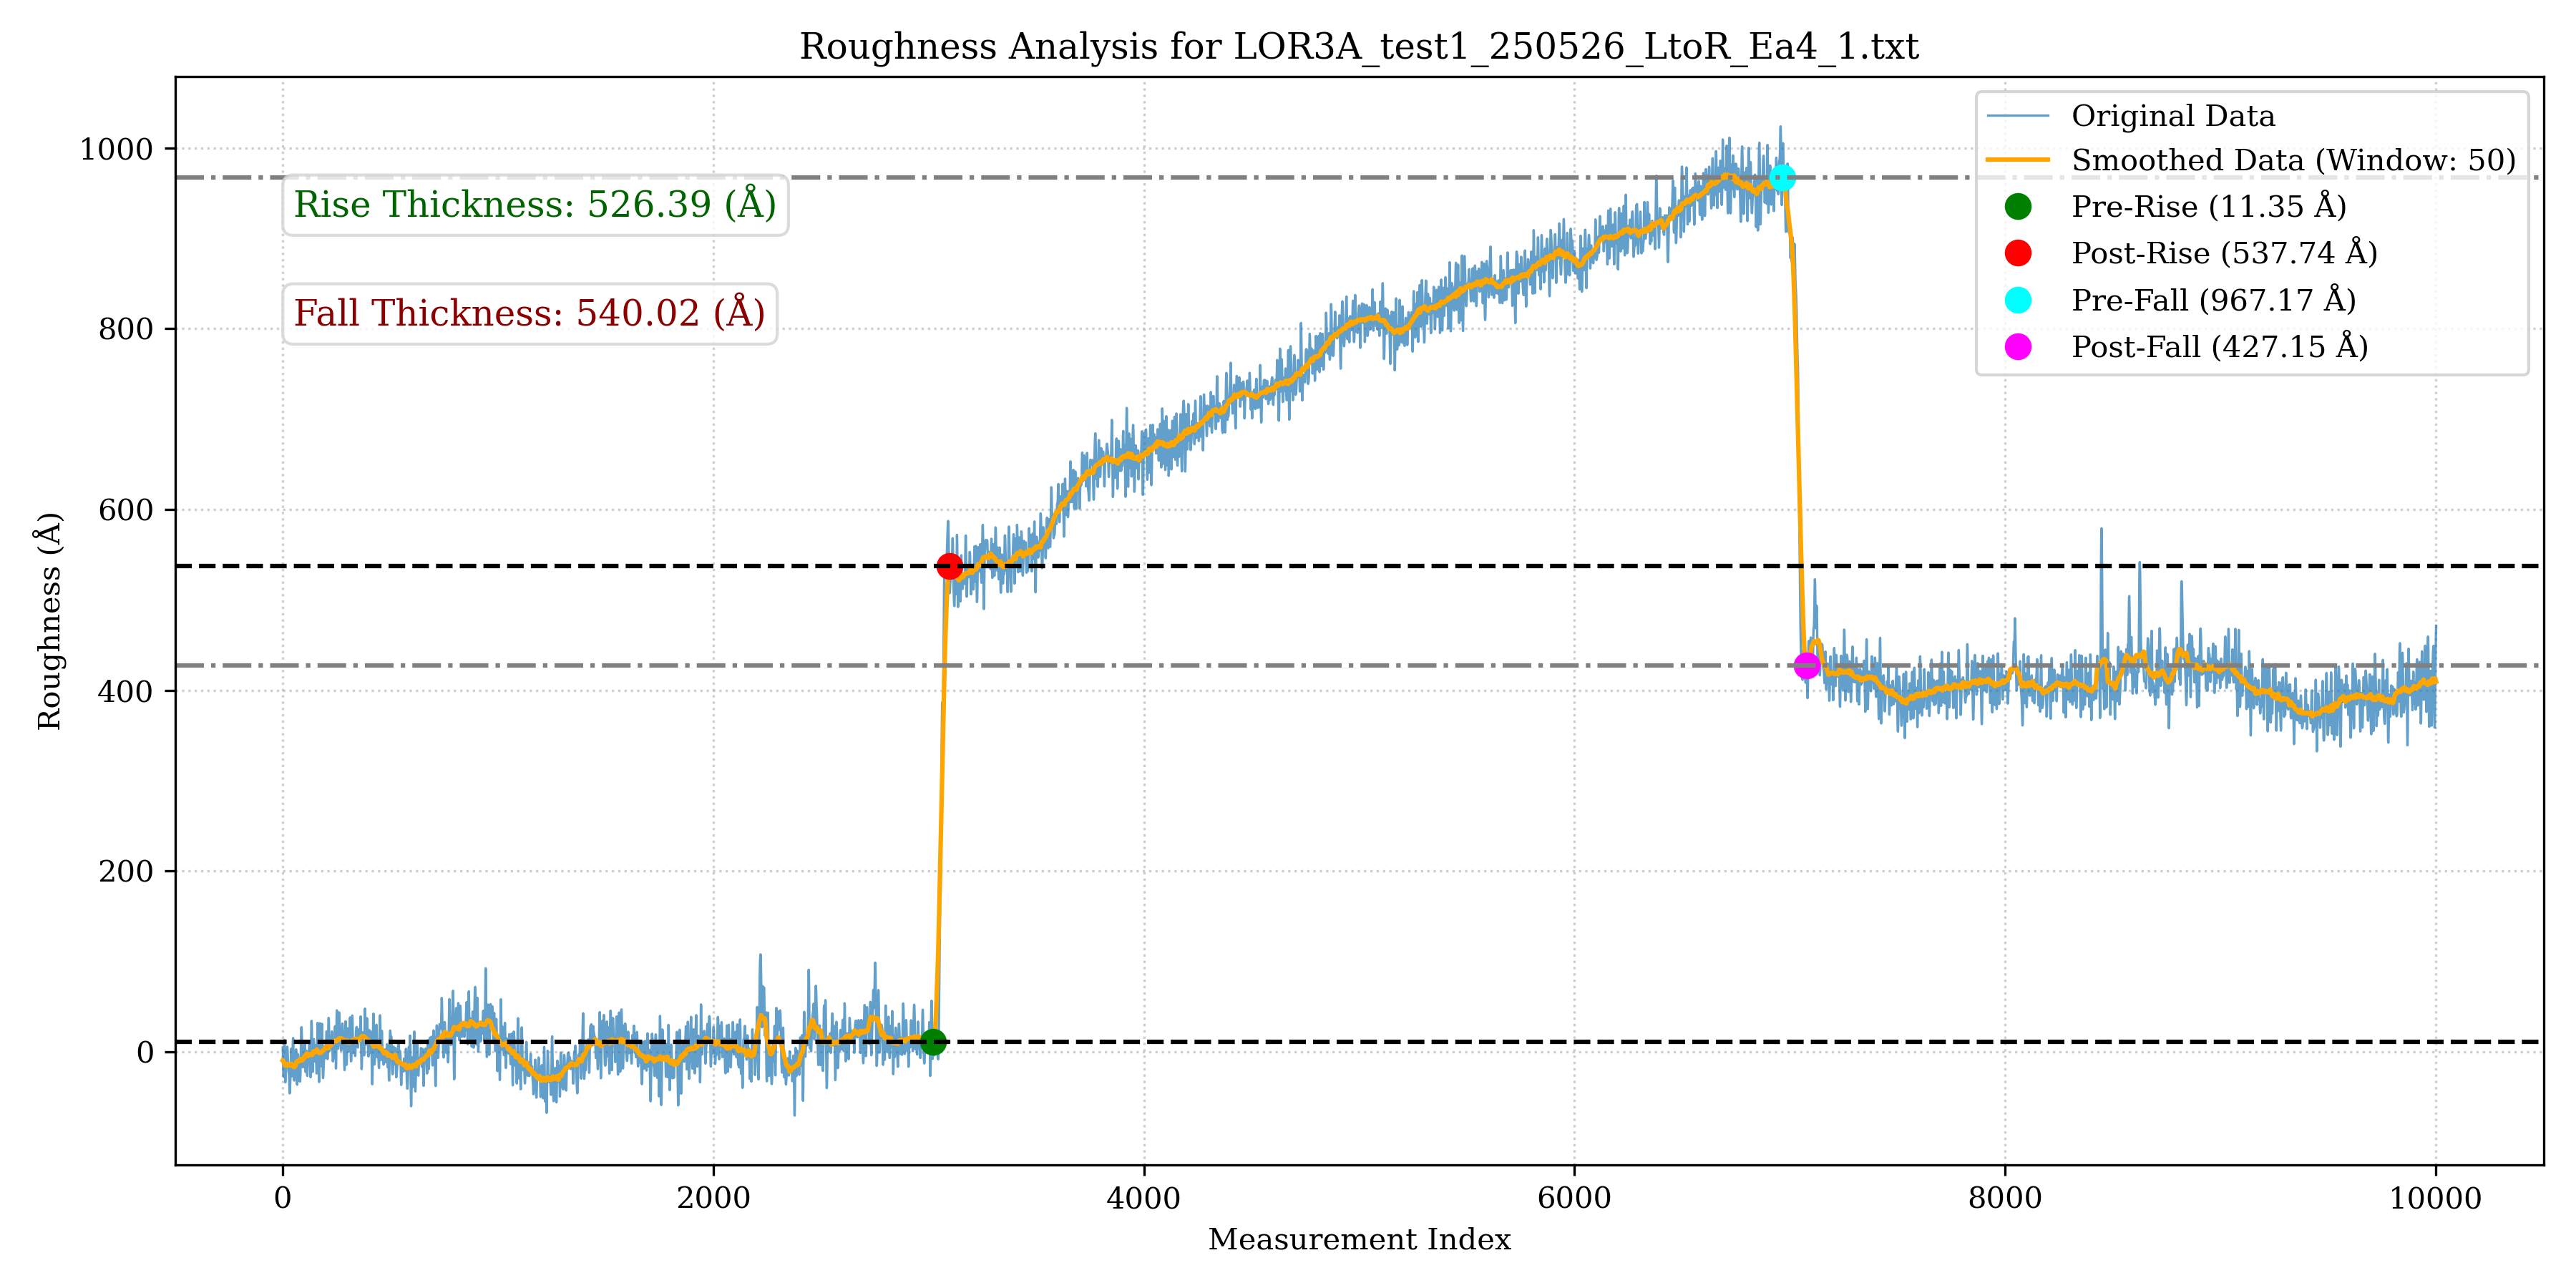 Roughness Analysis for LOR3A_test1_250526_LtoR_Ea4_1.txt
Original Data
Smoothed Data (Window: 50)
Pre-Rise (11.35 Å)
Post-Rise (537.74 Å)
Pre-Fall (967.17 Å)
Post-Fall (427.15 Å)
Rise Thickness: 526.39 (Å)
Fall Thickness: 540.02 (Å)
Roughness (Å)
1000
800
600
400
200
0
0
2000
4000
6000
8000
10000
Measurement Index